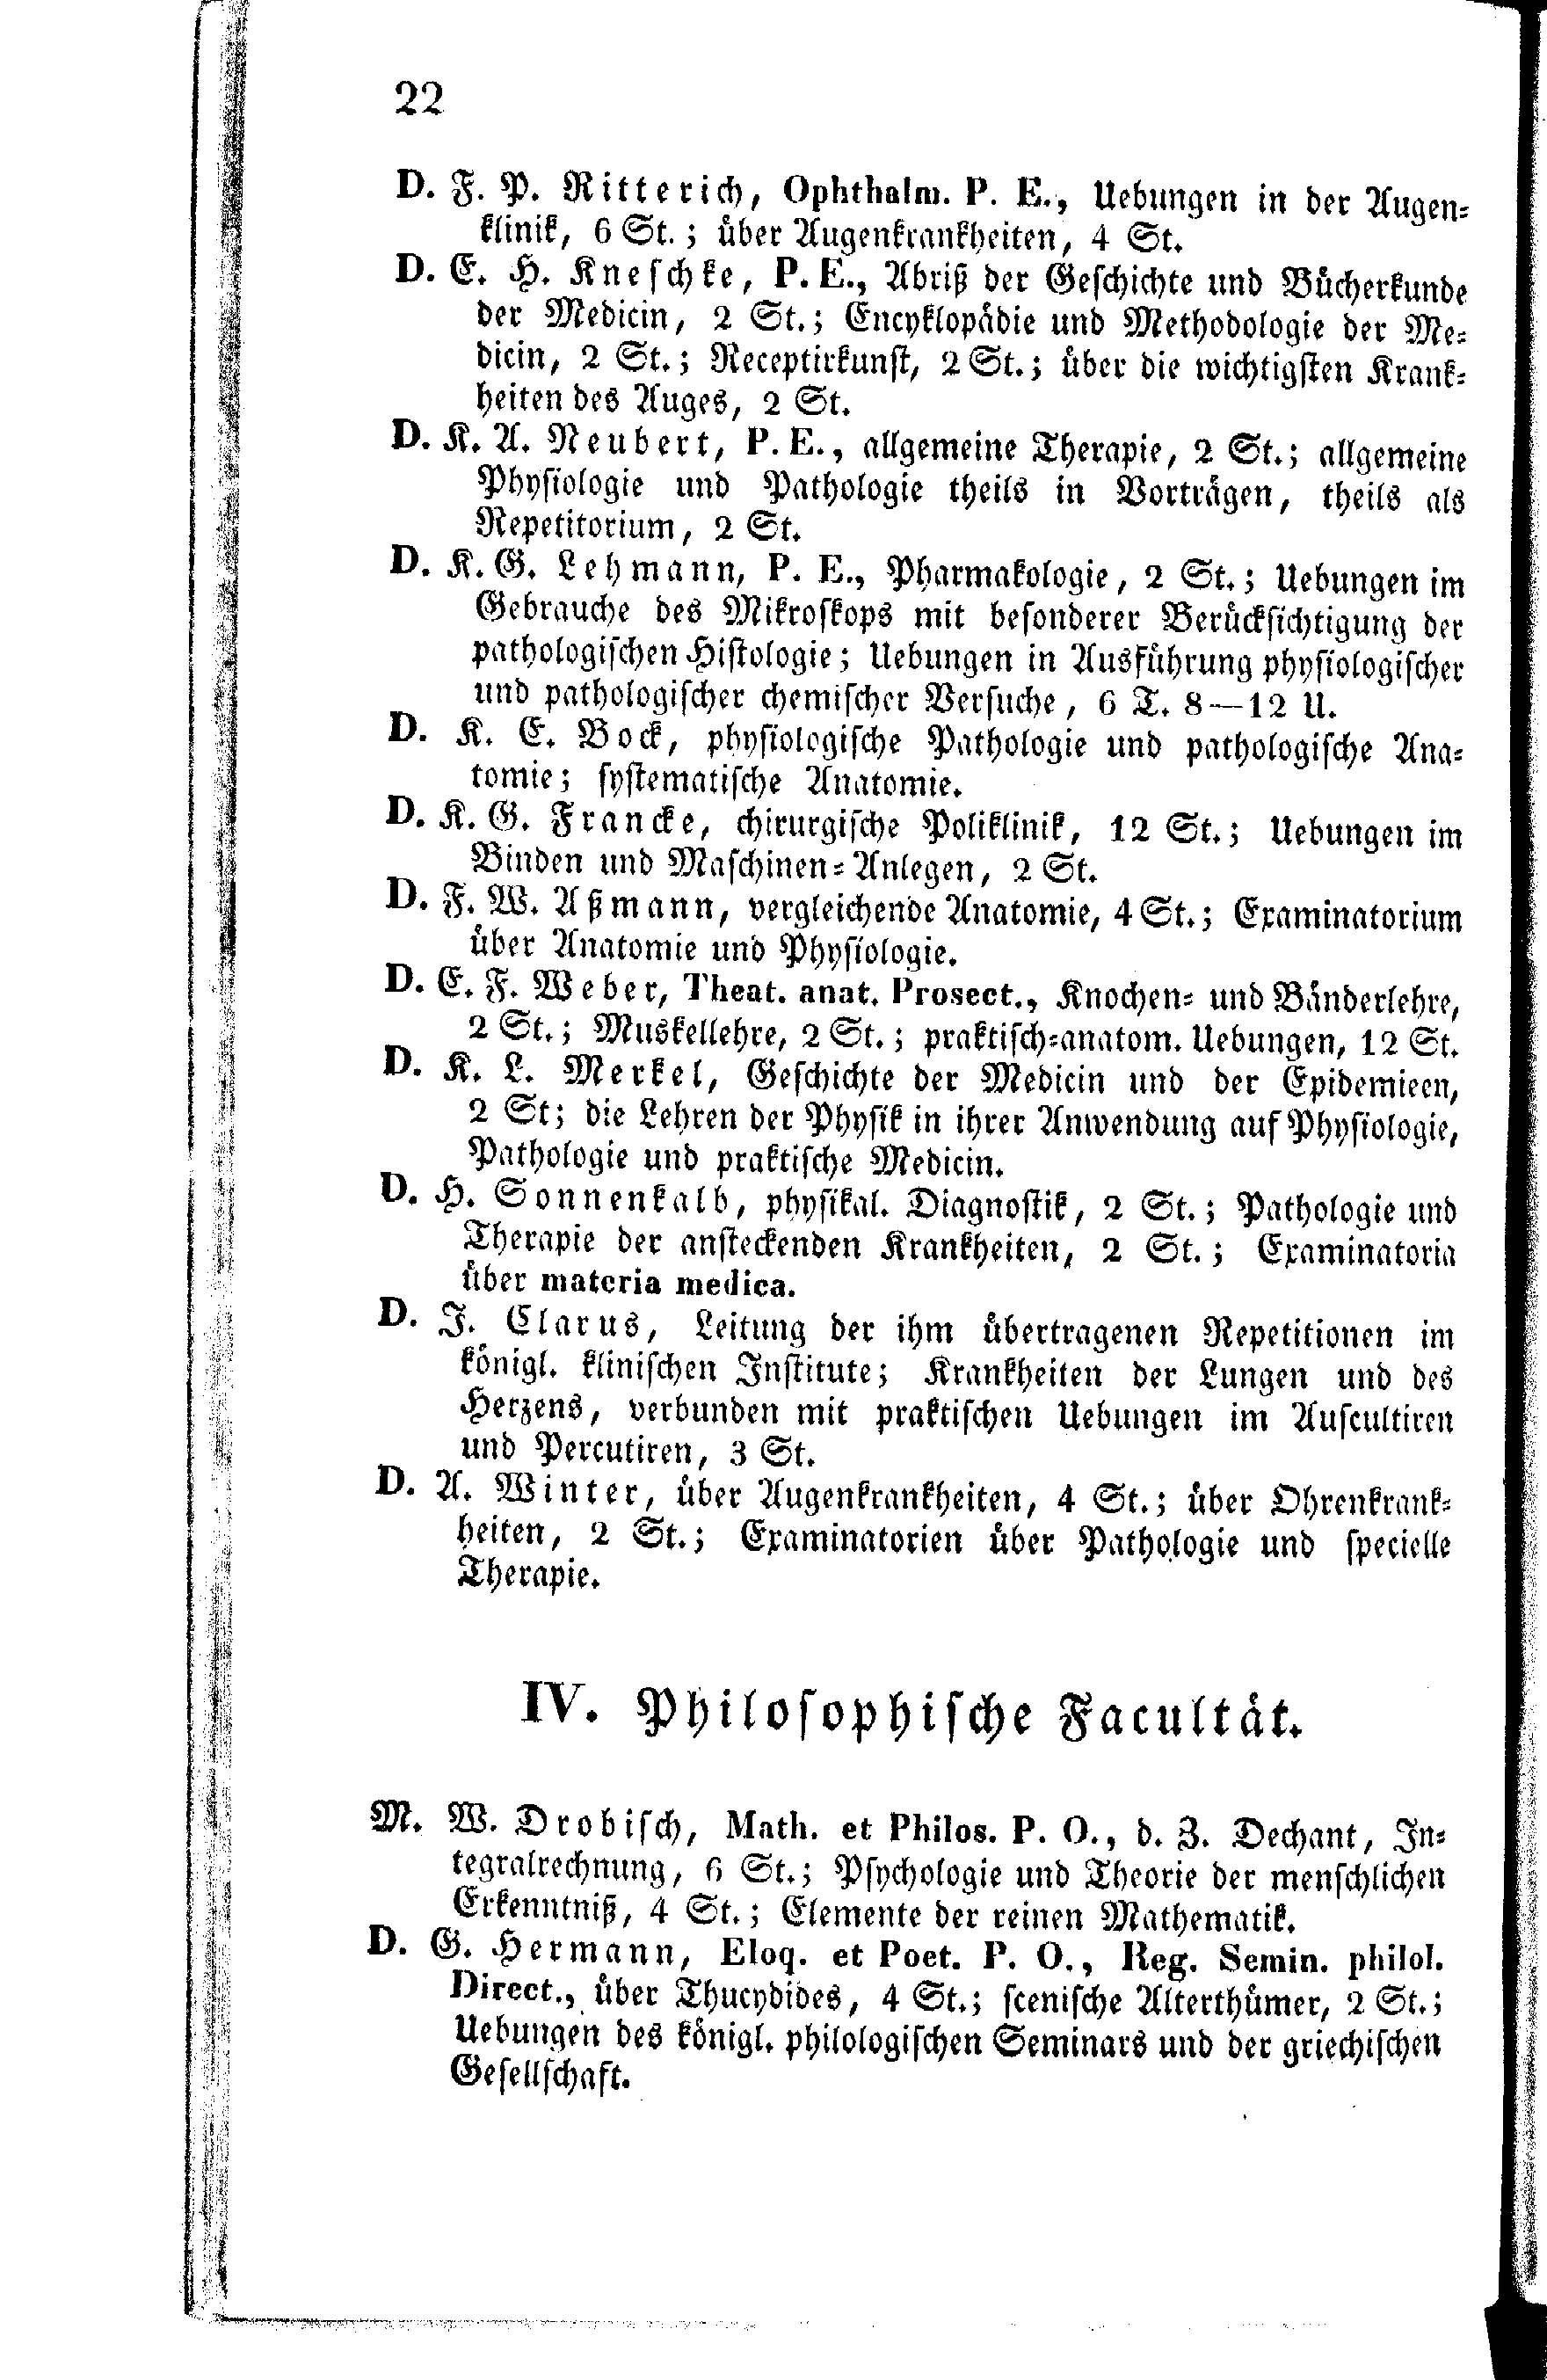 22
D. F. P. Ritterich, Ophthalm. P. E., Uebungen in der Augen-
klinik, 6 St.; über Augenkrankheiten, 4 St.
D. E. H. Kneschke, P. E., Abriß der Geschichte und Bücherkunde
der Medicin, 2 St.; Encyklopädie und Methodologie der Me-
dicin, 2 St.; Receptirkunst, 2 St.; über die wichtigsten Krank-
heiten des Auges, 2 St.
D. K. A. Neubert, P. E., allgemeine Therapie, 2 St.; allgemeine
Physiologie und Pathologie theils in Vorträgen, theils als
Repetitorium, 2 St.
D. K. G. Lehmann, P. E., Pharmakologie, 2 St.; Uebungen im
Gebrauche des Mikroskops mit besonderer Berücksichtigung der
pathologischen Histologie; Uebungen in Ausführung physiologischer
und pathologischer chemischer Versuche, 6 T. 8—12 U.
D. K. E. Bock, physiologische Pathologie und pathologische Ana-
tomie; systematische Anatomie.
D. K. G. Francke, chirurgische Poliklinik, 12 St.; Uebungen im
Binden und Maschinen-Anlegen, 2 St.
D. F. W. Aßmann, vergleichende Anatomie, 4 St.; Examinatorium
über Anatomie und Physiologie.
D. E. F. Weber, Theat. anat. Prosect., Knochen- und Bänderlehre,
2 St.; Muskellehre, 2 St.; praktisch-anatom. Uebungen, 12 St.
D. K. L. Merkel, Geschichte der Medicin und der Epidemieen,
2 St; die Lehren der Physik in ihrer Anwendung auf Physiologie,
Pathologie und praktische Medicin.
D. H. Sonnenkalb, physikal. Diagnostik, 2 St.; Pathologie und
Therapie der ansteckenden Krankheiten, 2 St.; Examinatoria
über materia medica.
D. J. Clarus, Leitung der ihm übertragenen Repetitionen im
königl. klinischen Institute; Krankheiten der Lungen und des
Herzens, verbunden mit praktischen Uebungen im Auscultiren
und Percutiren, 3 St.
D. A. Winter, über Augenkrankheiten, 4 St.; über Ohrenkrank-
heiten, 2 St.; Examinatorien über Pathologie und specielle
Therapie.
IV. Philosophische Facultät.
M. W. Drobisch, Math. et Philos. P. O., d. Z. Dechant, In-
tegralrechnung, 6 St.; Psychologie und Theorie der menschlichen
Erkenntniß, 4 St.; Elemente der reinen Mathematik.
D. G. Hermann, Eloq. et Poet. P. O., Reg. Semin. philol.
Direct., über Thucydides, 4 St.; scenische Alterthümer, 2 St.;
Uebungen des königl. philologischen Seminars und der griechischen
Gesellschaft.